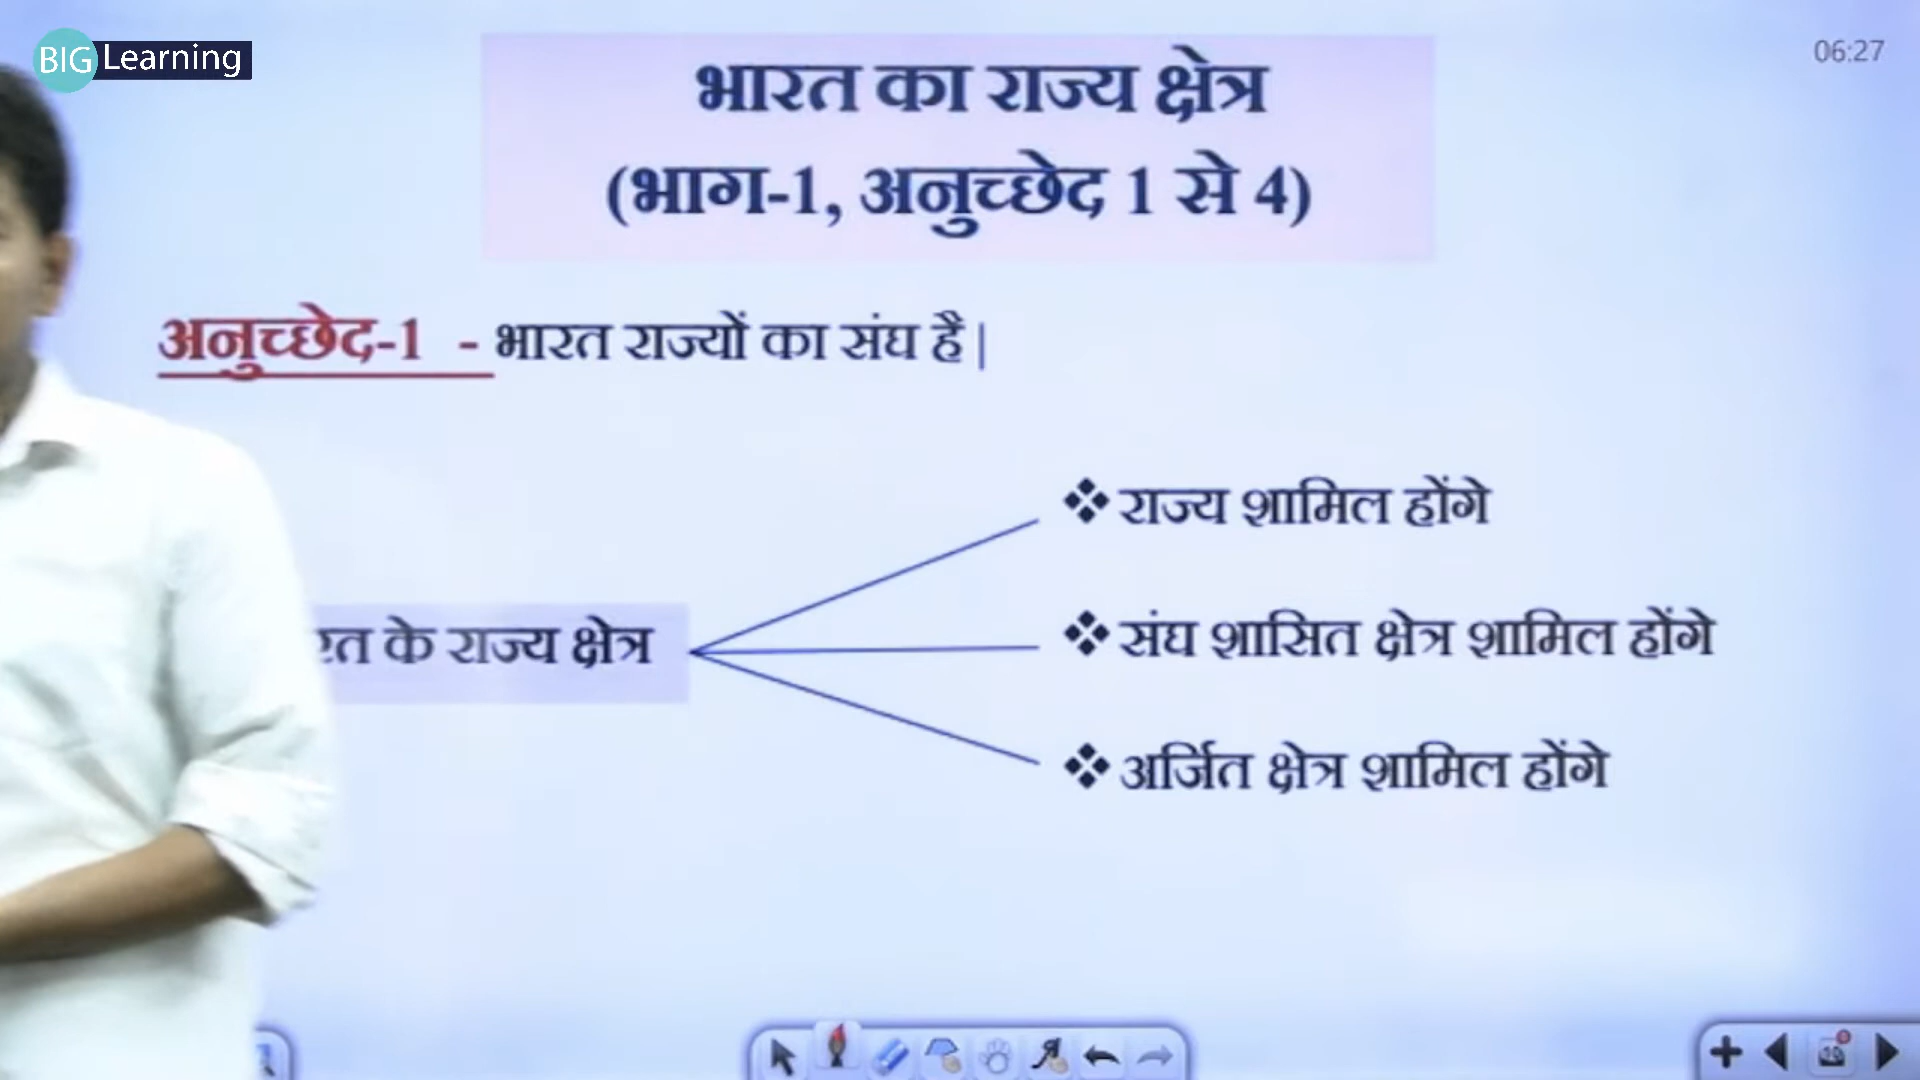 BIG Learning
06:27
भारत का राज्य क्षेत्र
(भाग-1, अनुच्छेद 1 से 4)
अनुच्छेद-1 - भारत राज्यों का संघ है|
❖राज्य शामिल होंगे
के राज्य क्षेत्र
❖संघ शासित क्षेत्र शामिल होंगे
❖अर्जित क्षेत्र शामिल होंगे